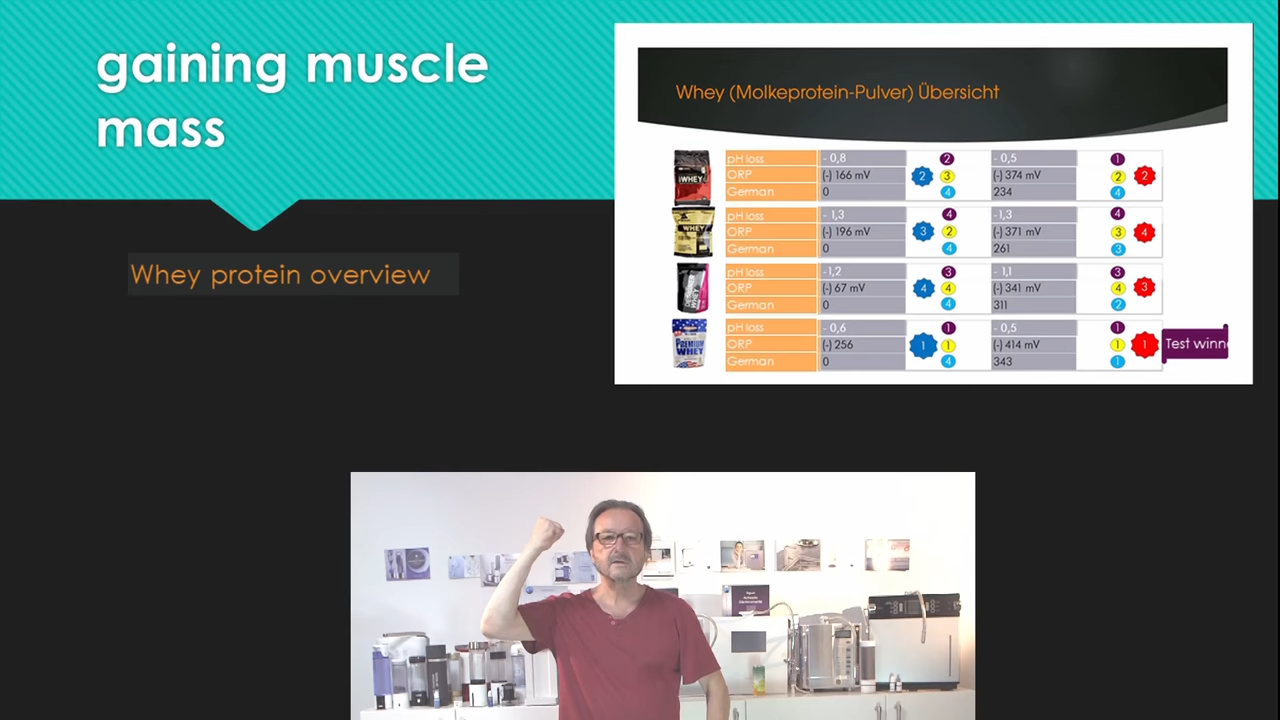 gaining muscle
mass
Whey protein overview
Whey (Molkeprotein-Pulver) Übersicht
WHEY
pH loss - 0,8 2 - 0,5 1
ORP (-) 166 mV 2 3 (-) 374 mV 2 2
German 0 4 234 4
WHEY
pH loss - 1,3 4 -1,3 4
ORP (-) 196 mV 3 2 (-) 371 mV 3 4
German 0 4 261 3
pH loss -1,2 3 - 1,1 3
ORP (-) 67 mV 4 4 (-) 341 mV 4 3
German 0 4 311 2
PREMIUM
WHEY
pH loss - 0,6 1 - 0,5 1
ORP (-) 256 1 1 (-) 414 mV 1 1 Test winn
German 0 4 343 1